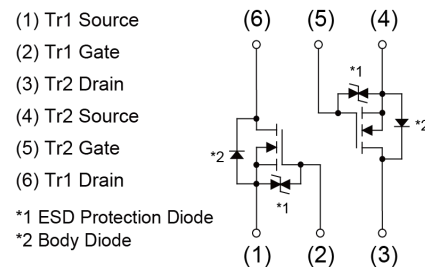 (1) Tr1 Source
(2) Tr1 Gate
(3) Tr2 Drain
(4) Tr2 Source
(5) Tr2 Gate
(6) Tr1 Drain
*1 ESD Protection Diode
*2 Body Diode
(6) (5) (4)
*1
*2
*2
*1
(1) (2) (3)